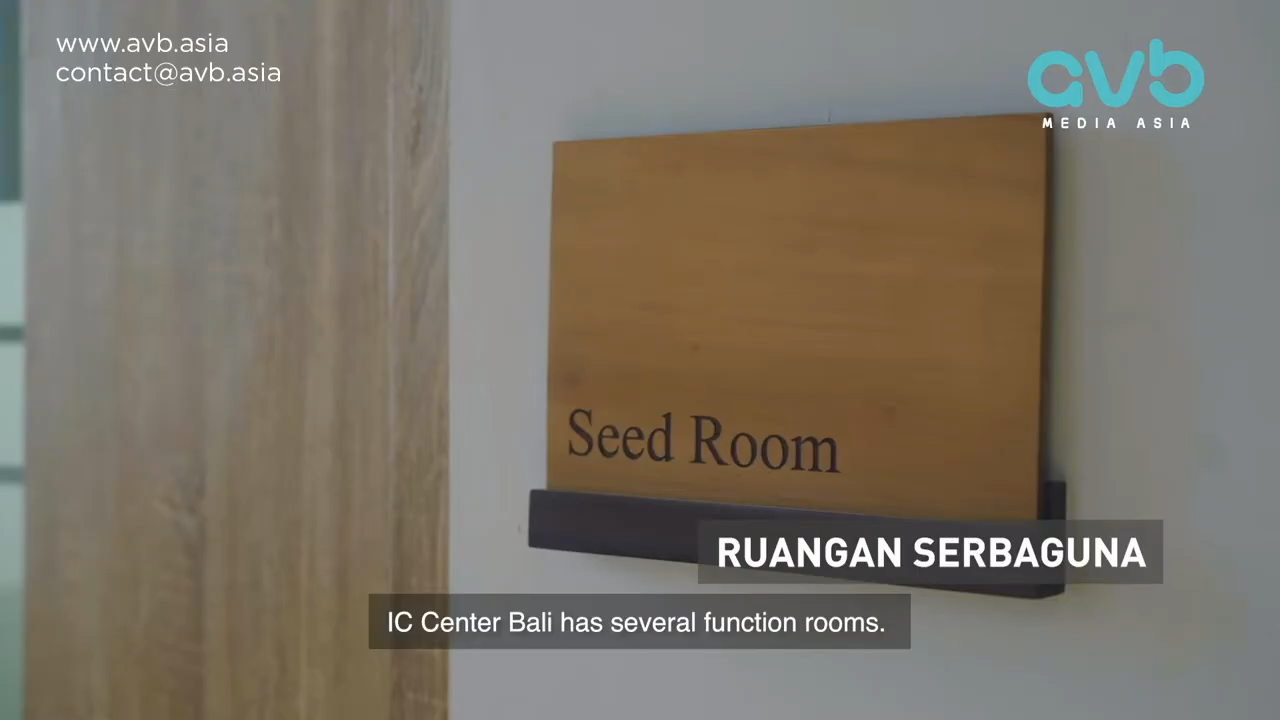 www.avb.asia
contact@avb.asia
avb
MEDIA ASIA
Seed Room
RUANGAN SERBAGUNA
IC Center Bali has several function rooms.